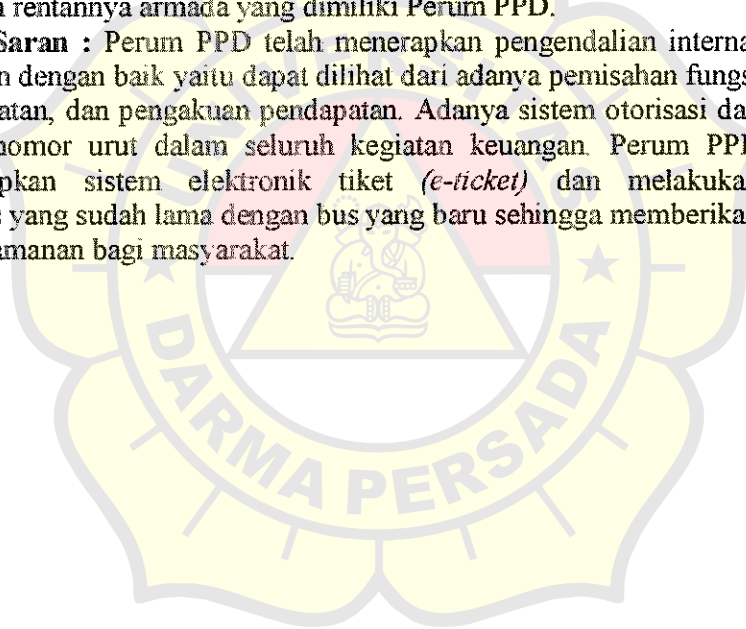 rentannya armada yang dimiliki Perum PPD.
Saran : Perum PPD telah menerapkan pengendalian interna
n dengan baik yaitu dapat dilihat dari adanya pemisahan fungs
atan, dan pengakuan pendapatan. Adanya sistem otorisasi da
nomor urut dalam seluruh kegiatan keuangan. Perum PPI
pkan sistem elektronik tiket (e-ticket) dan melakuka
yang sudah lama dengan bus yang baru sehingga memberika
amanan bagi masyarakat.
UNIVERSITAS
DARMA PERSADA